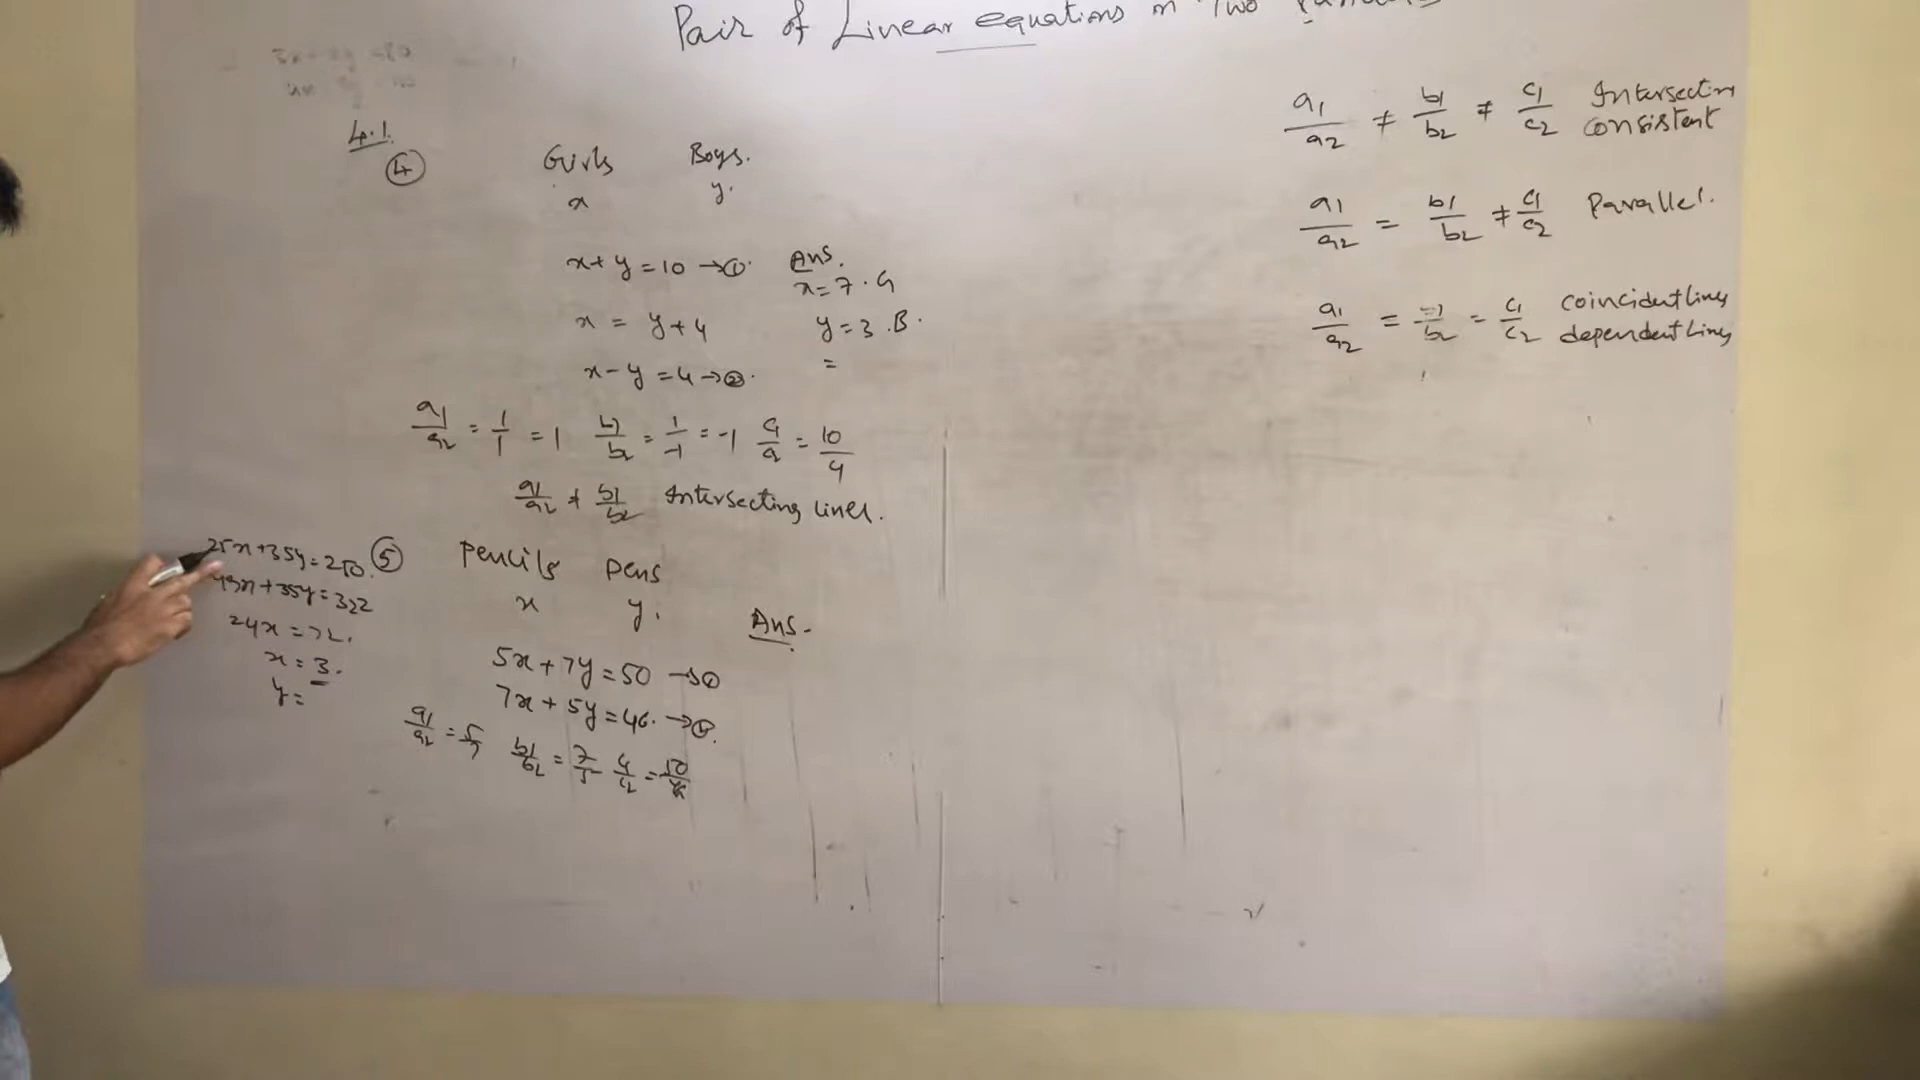 Pair of Linear equations in Two
4.1
④
Girls Boys.
x y.
x + y = 10 → ①. Ans.
x = 7 . G
x = y + 4 y = 3 . B .
=
x - y = 4 → ② .
a1/a2 = 1/1 = 1 b1/b2 = 1/-1 = -1 c1/c2 = 10/4
a1/a2 ≠ b1/b2 Intersecting lines.
⑤ Pencils Pens
x y.
Ans.
5x + 7y = 50 → ①
7x + 5y = 46. →
a1/a2 = 5/7 b1/b2 = 7/5 c1/c2 = 50/46
25x + 35y = 250.
49x + 35y = 322
24x = 72.
x = 3.
y =
a1/a2 ≠ b1/b2 ≠ c1/c2 Intersecting
consistent
a1/a2 = b1/b2 ≠ c1/c2 Parallel.
a1/a2 = b1/b2 = c1/c2 coincident lines
dependent lines